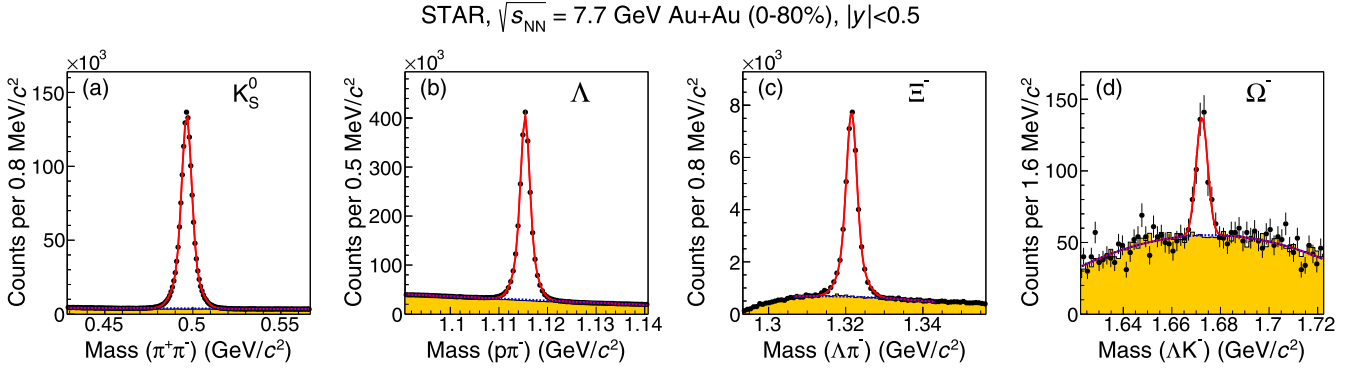 STAR, √s_NN = 7.7 GeV Au+Au (0-80%), |y|<0.5
×10³
(a) K⁰_S
Counts per 0.8 MeV/c²
150
100
50
0
0.45 0.5 0.55
Mass (π⁺π⁻) (GeV/c²)
×10³
(b) Λ
Counts per 0.5 MeV/c²
400
300
200
100
0
1.1 1.11 1.12 1.13 1.14
Mass (pπ⁻) (GeV/c²)
×10³
(c) Ξ⁻
Counts per 0.8 MeV/c²
8
6
4
2
0
1.3 1.32 1.34
Mass (Λπ⁻) (GeV/c²)
(d) Ω⁻
Counts per 1.6 MeV/c²
150
100
50
0
1.64 1.66 1.68 1.7 1.72
Mass (ΛK⁻) (GeV/c²)